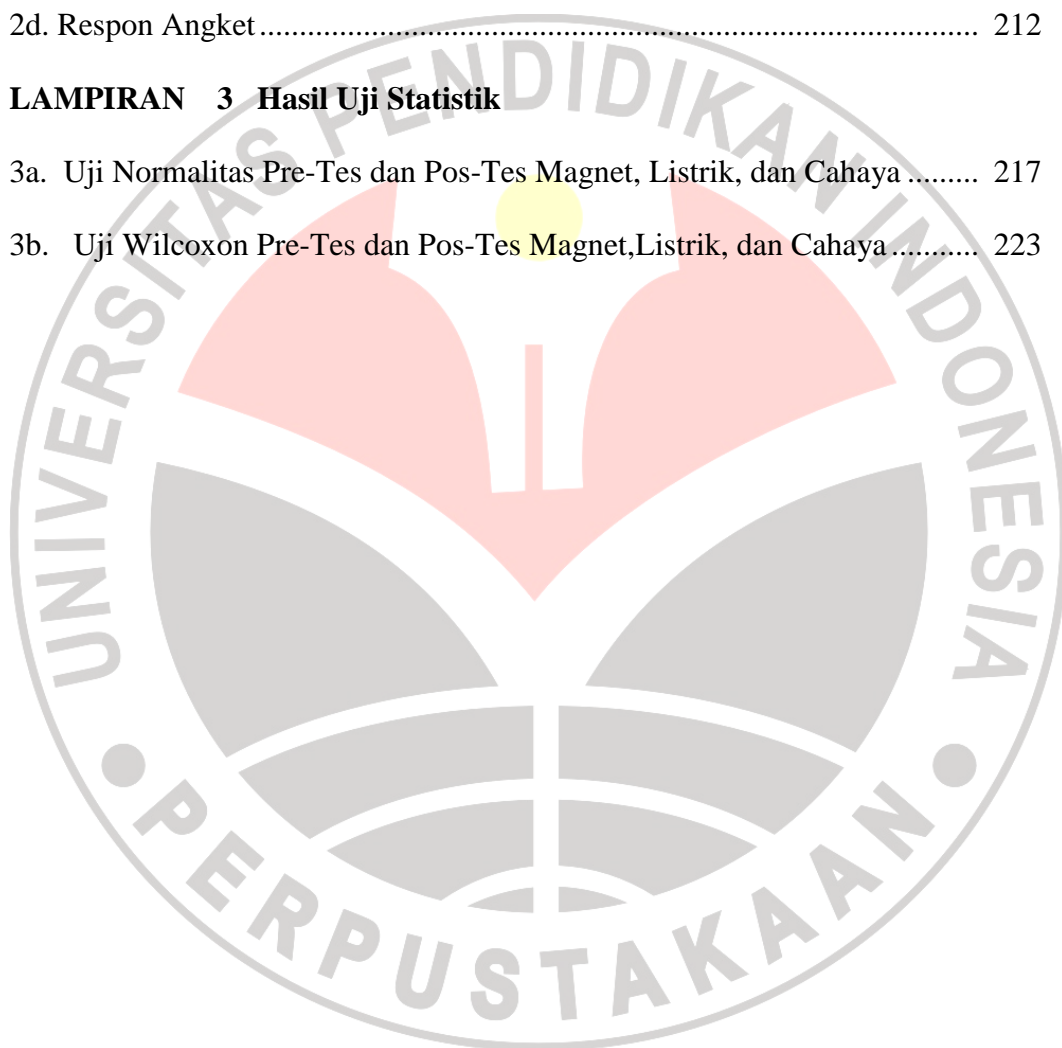 2d. Respon Angket ........................................................................................... 212
LAMPIRAN 3 Hasil Uji Statistik
3a. Uji Normalitas Pre-Tes dan Pos-Tes Magnet, Listrik, dan Cahaya ......... 217
3b. Uji Wilcoxon Pre-Tes dan Pos-Tes Magnet,Listrik, dan Cahaya ........... 223
UNIVERSITAS PENDIDIKAN INDONESIA
PERPUSTAKAAN